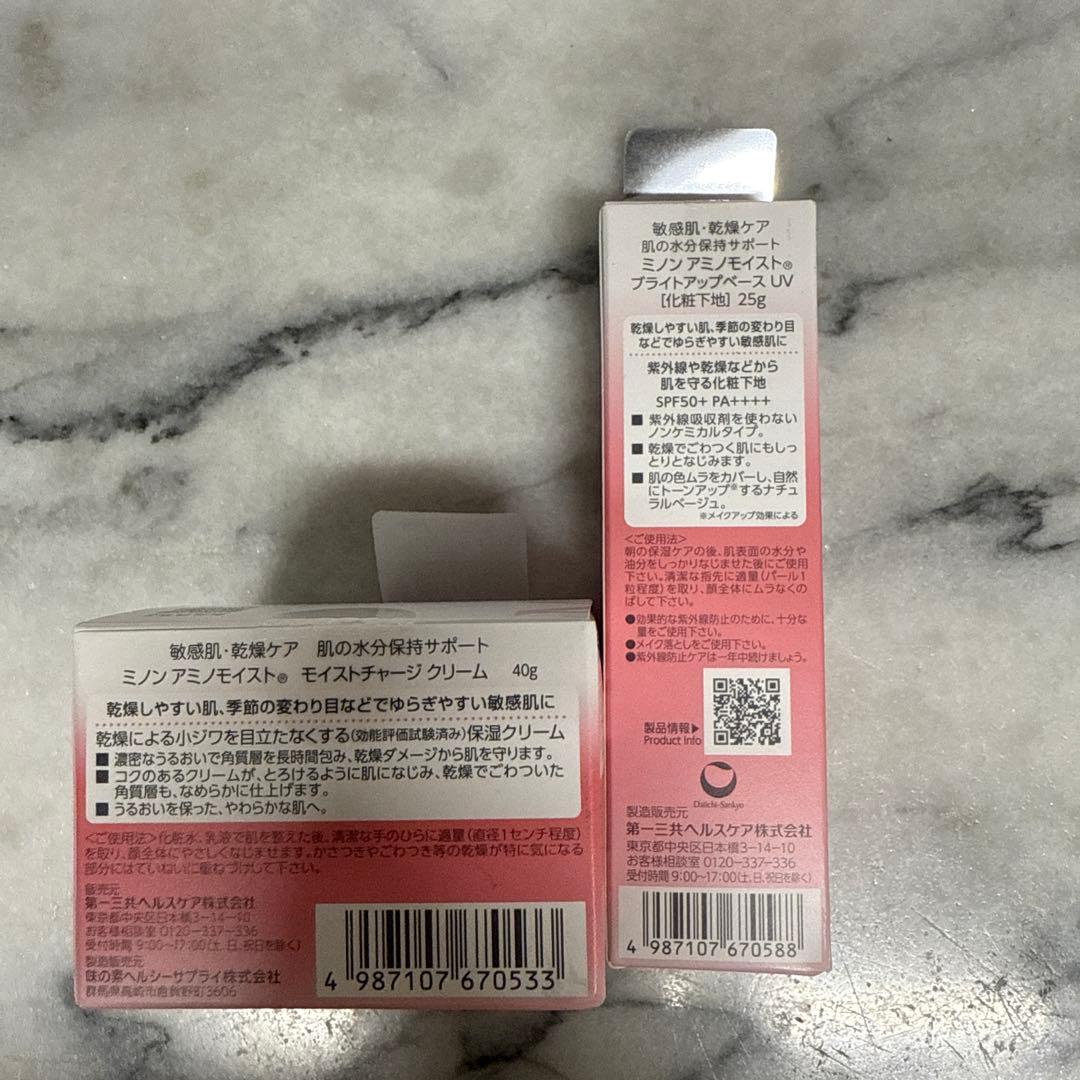 敏感肌・乾燥ケア 肌の水分保持サポート
ミノン アミノモイスト® モイストチャージ クリーム 40g
乾燥しやすい肌、季節の変わり目などでゆらぎやすい敏感肌に
乾燥による小ジワを目立たなくする(効能評価試験済み)保湿クリーム
■ 濃密なうるおいで角質層を長時間包み、乾燥ダメージから肌を守ります。
■ コクのあるクリームが、とろけるように肌になじみ、乾燥でごわついた
角質層も、なめらかに仕上げます。
■ うるおいを保った、やわらかな肌へ。
<ご使用法>化粧水、乳液で肌を整えた後、清潔な手のひらに適量(直径1センチ程度)
を取り、顔全体にやさしくなじませます。かさつきやごわつき等の乾燥が特に気になる
部分にはていねいに重ねづけして下さい。
販売元
第一三共ヘルスケア株式会社
東京都中央区日本橋3-14-10
お客様相談室 0120-337-336
受付時間 9:00~17:00(土、日、祝日を除く)
製造販売元
味の素ヘルシーサプライ株式会社
群馬県高崎市倉賀野町3606
4 987107 670533
敏感肌・乾燥ケア
肌の水分保持サポート
ミノン アミノモイスト®
ブライトアップベース UV
[化粧下地] 25g
乾燥しやすい肌、季節の変わり目
などでゆらぎやすい敏感肌に
紫外線や乾燥などから
肌を守る化粧下地
SPF50+ PA++++
■ 紫外線吸収剤を使わない
ノンケミカルタイプ。
■ 乾燥でごわつく肌にもしっ
とりとなじみます。
■ 肌の色ムラをカバーし、自然
にトーンアップ※するナチュ
ラルベージュ。
※メイクアップ効果による
<ご使用法>
朝の保湿ケアの後、肌表面の水分や
油分をしっかりなじませた後にご使用
下さい。清潔な指先に適量(パール1
粒程度)を取り、顔全体にムラなくの
ばして下さい。
●効果的な紫外線防止のために、十分な
量をご使用下さい。
●メイク落としをご使用下さい。
●紫外線防止ケアは一年中続けましょう。
製品情報▶
Product Info
Daiichi-Sankyo
製造販売元
第一三共ヘルスケア株式会社
東京都中央区日本橋3-14-10
お客様相談室 0120-337-336
受付時間 9:00~17:00(土、日、祝日を除く)
4 987107 670588